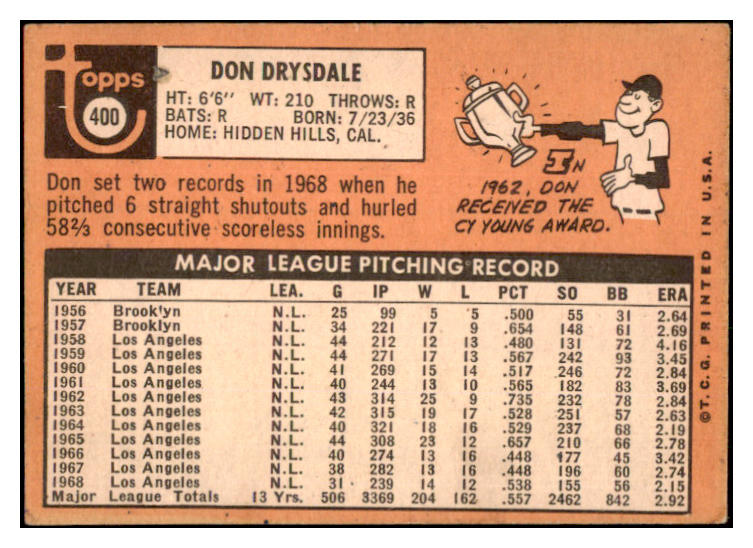 Topps
400
DON DRYSDALE
HT: 6'6" WT: 210 THROWS: R
BATS: R BORN: 7/23/36
HOME: HIDDEN HILLS, CAL.
Don set two records in 1968 when he
pitched 6 straight shutouts and hurled
58⅔ consecutive scoreless innings.
IN
1962, DON
RECEIVED THE
CY YOUNG AWARD.
MAJOR LEAGUE PITCHING RECORD
YEAR TEAM LEA. G IP W L PCT SO BB ERA
1956 Brooklyn N.L. 25 99 5 5 .500 55 31 2.64
1957 Brooklyn N.L. 34 221 17 9 .654 148 61 2.69
1958 Los Angeles N.L. 44 212 12 13 .480 131 72 4.16
1959 Los Angeles N.L. 44 271 17 13 .567 242 93 3.45
1960 Los Angeles N.L. 41 269 15 14 .517 246 72 2.84
1961 Los Angeles N.L. 40 244 13 10 .565 182 83 3.69
1962 Los Angeles N.L. 43 314 25 9 .735 232 78 2.84
1963 Los Angeles N.L. 42 315 19 17 .528 251 57 2.63
1964 Los Angeles N.L. 40 321 18 16 .529 237 68 2.19
1965 Los Angeles N.L. 44 308 23 12 .657 210 66 2.78
1966 Los Angeles N.L. 40 274 13 16 .448 177 45 3.42
1967 Los Angeles N.L. 38 282 13 16 .448 196 60 2.74
1968 Los Angeles N.L. 31 239 14 12 .538 155 56 2.15
Major League Totals 13 Yrs. 506 3369 204 162 .557 2462 842 2.92
©T.C.G. PRINTED IN U.S.A.